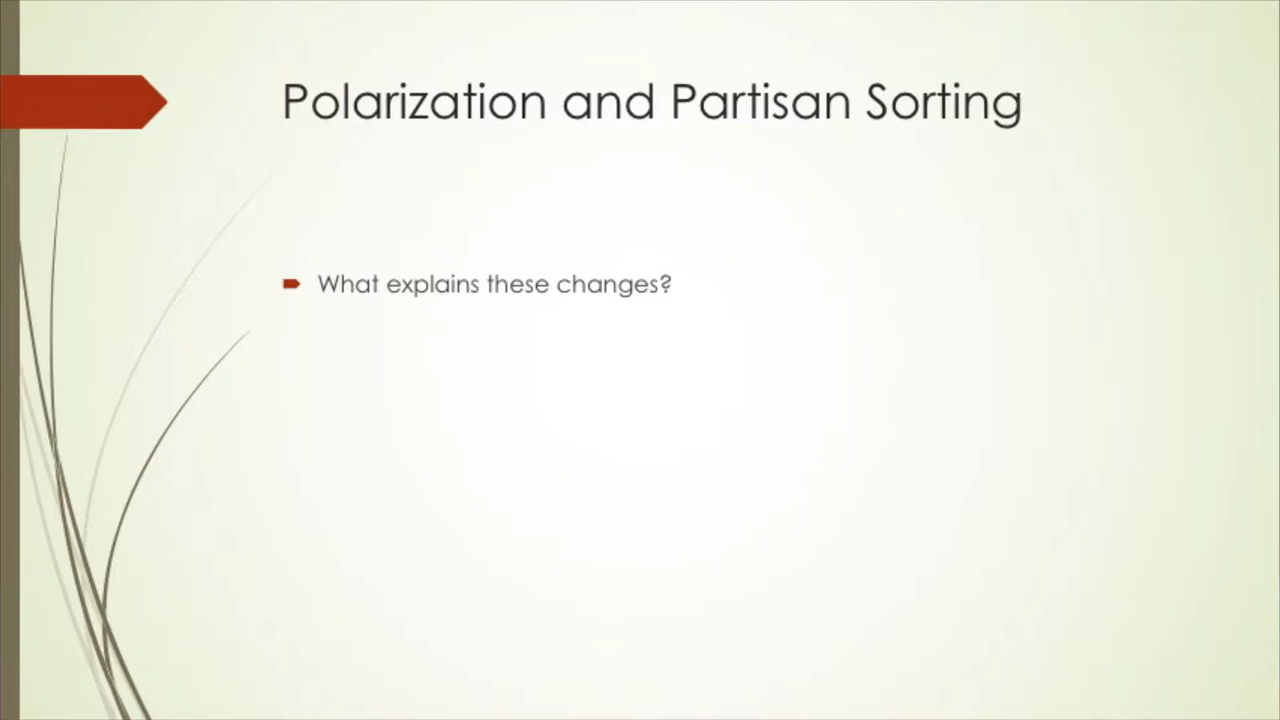 Polarization and Partisan Sorting
What explains these changes?